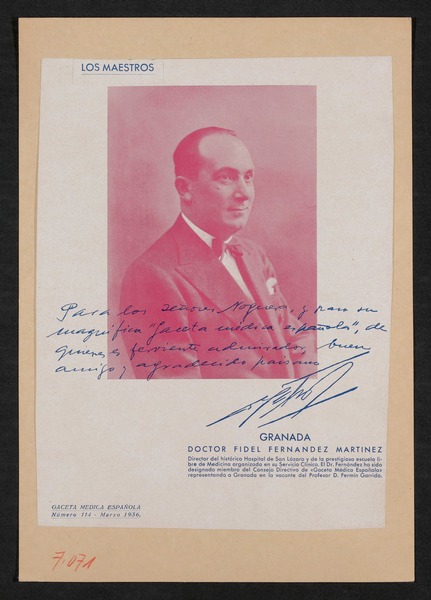 LOS MAESTROS
Para los señores Noguera, y para su
magnífica "Gaceta médica española", de
quienes es ferviente admirador, buen
amigo y agradecido paisano
GRANADA
DOCTOR FIDEL FERNANDEZ MARTINEZ
Director del histórico Hospital de San Lázaro y de la prestigiosa escuela li-
bre de Medicina organizada en su Servicio Clínico. El Dr. Fernández ha sido
designado miembro del Consejo Directivo de «Gaceta Médica Española»
representando a Granada en la vacante del Profesor D. Fermín Garrido.
GACETA MEDICA ESPAÑOLA
Número 114 - Marzo 1936.
7.071